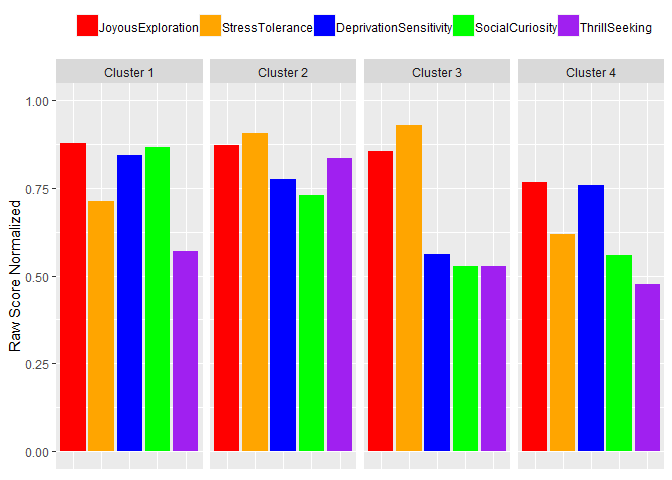 JoyousExploration StressTolerance DeprivationSensitivity SocialCuriosity ThrillSeeking
Cluster 1 Cluster 2 Cluster 3 Cluster 4
1.00
0.75
0.50
0.25
0.00
Raw Score Normalized